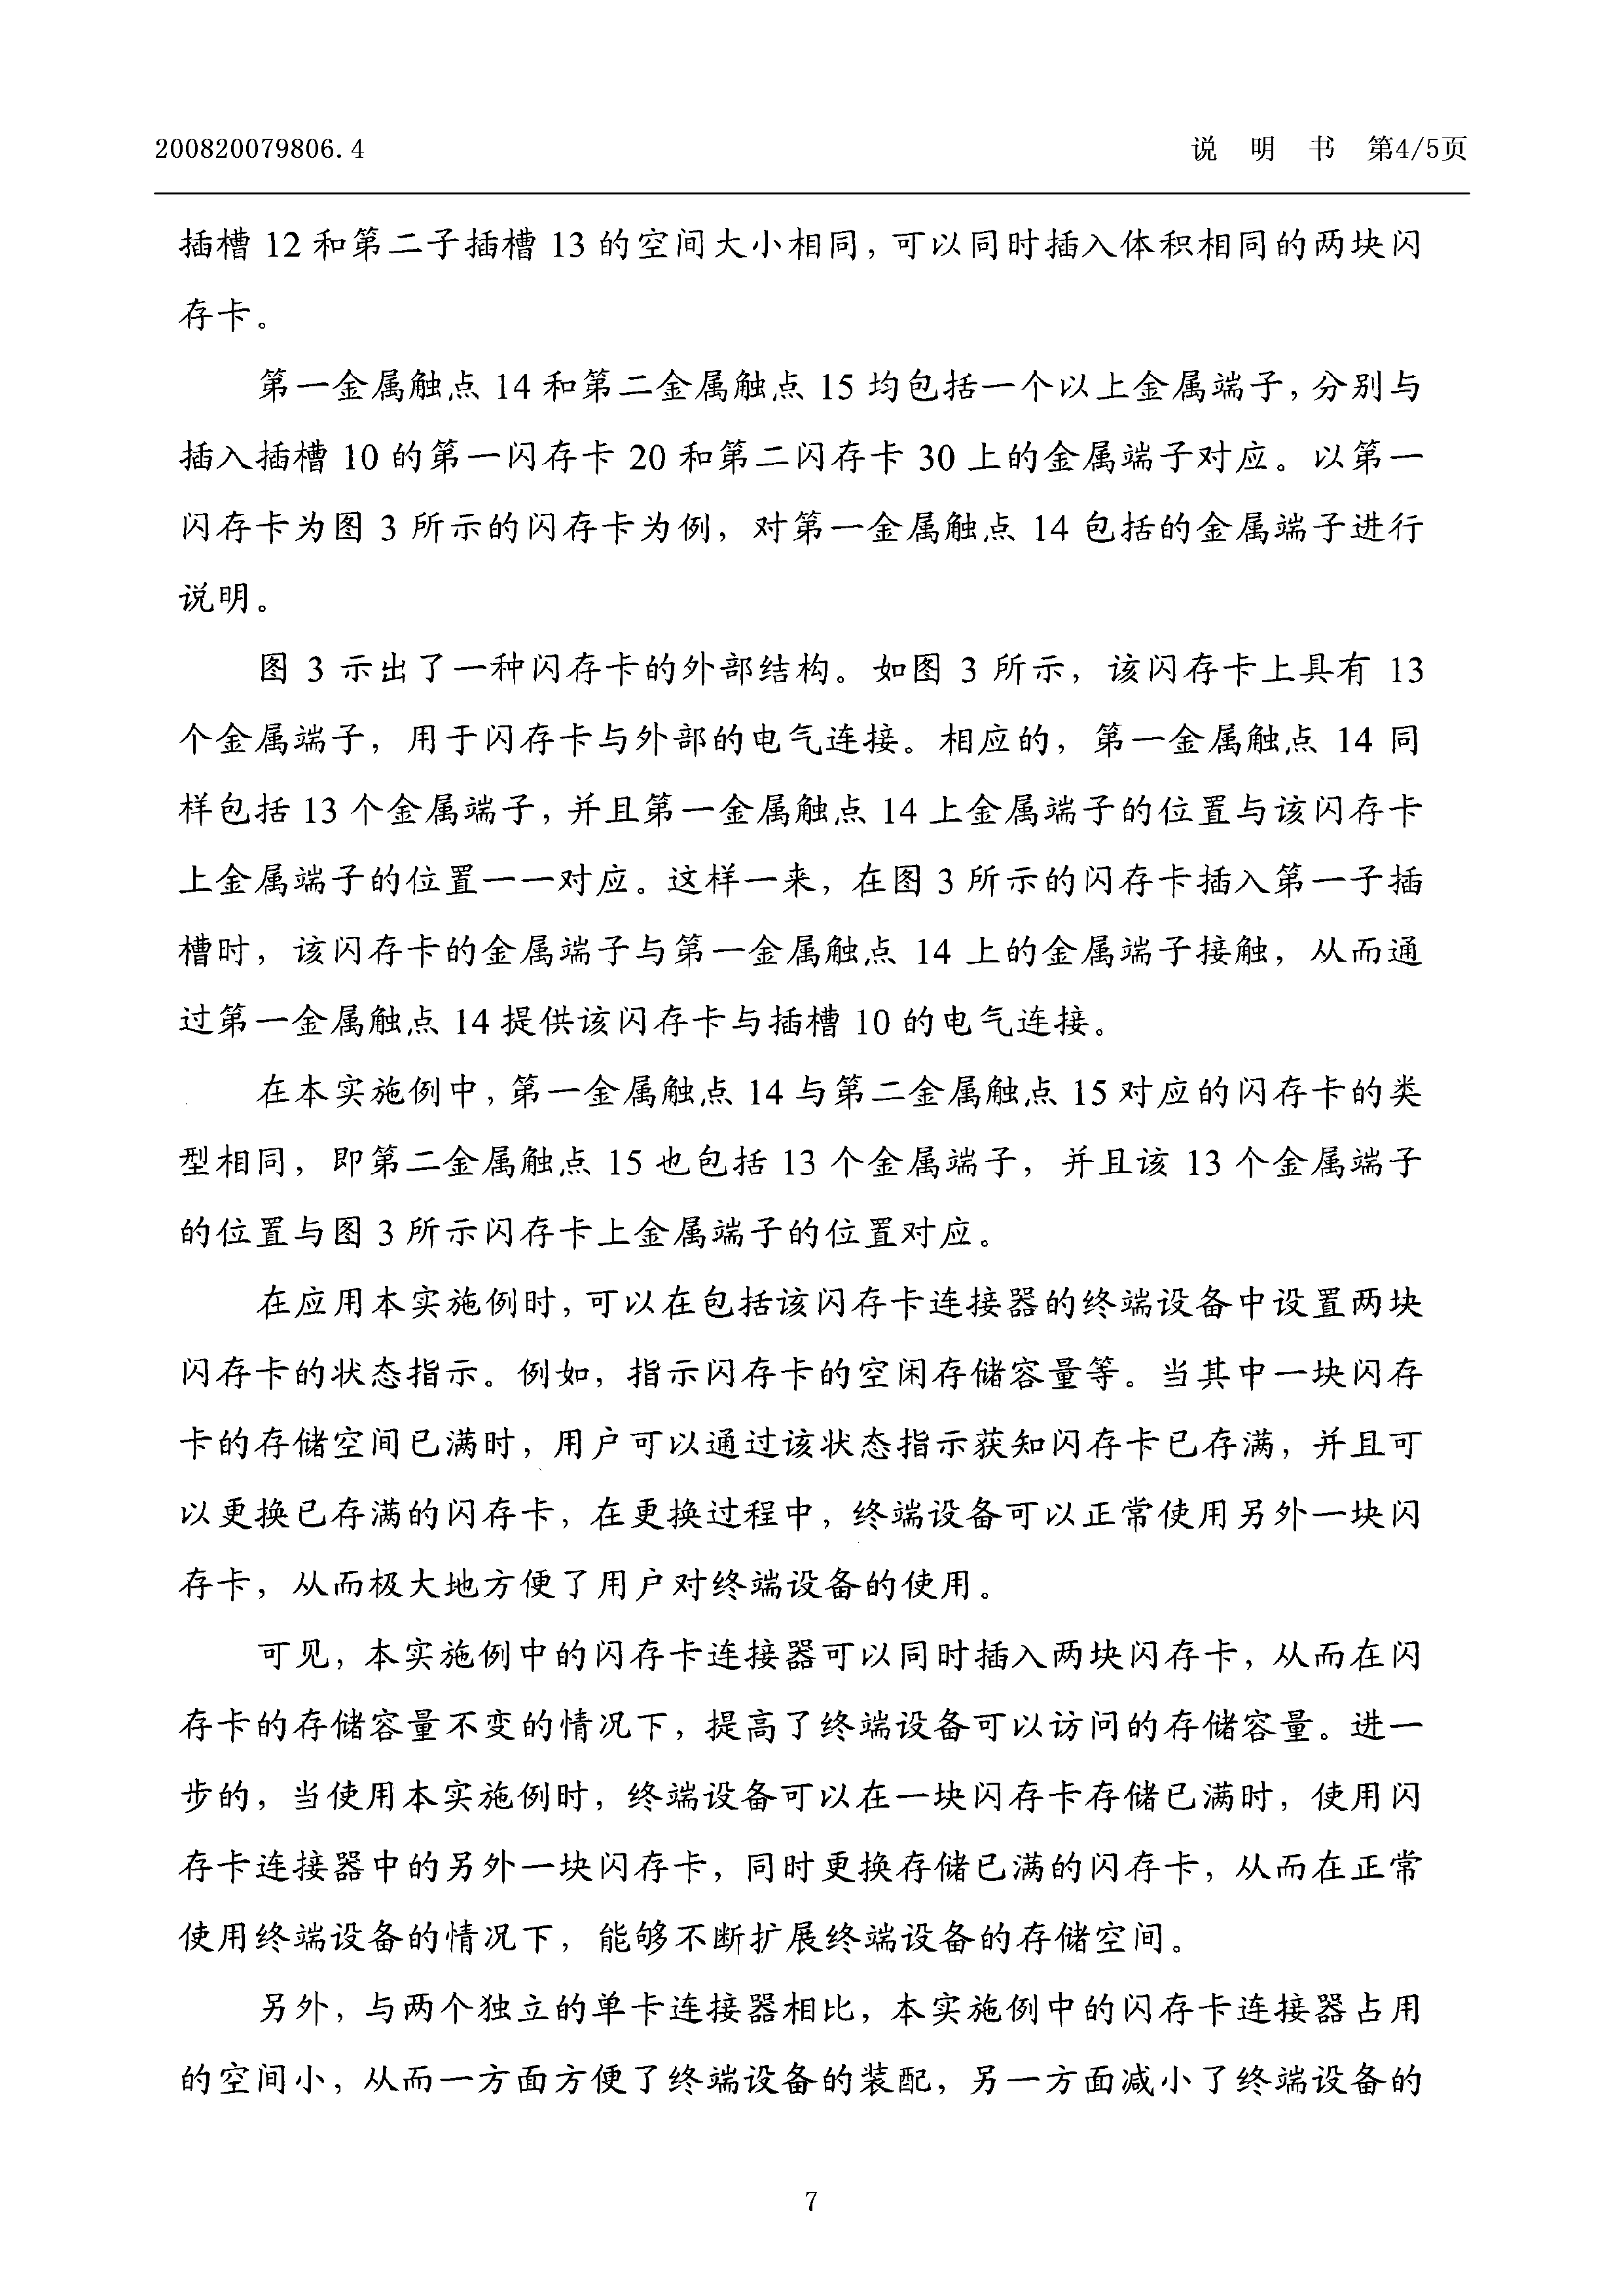 200820079806.4 说 明 书 第4/5页
插槽 12 和第二子插槽 13 的空间大小相同，可以同时插入体积相同的两块闪
存卡。
第一金属触点 14 和第二金属触点 15 均包括一个以上金属端子，分别与
插入插槽 10 的第一闪存卡 20 和第二闪存卡 30 上的金属端子对应。以第一
闪存卡为图 3 所示的闪存卡为例，对第一金属触点 14 包括的金属端子进行
说明。
图 3 示出了一种闪存卡的外部结构。如图 3 所示，该闪存卡上具有 13
个金属端子，用于闪存卡与外部的电气连接。相应的，第一金属触点 14 同
样包括 13 个金属端子，并且第一金属触点 14 上金属端子的位置与该闪存卡
上金属端子的位置一一对应。这样一来，在图 3 所示的闪存卡插入第一子插
槽时，该闪存卡的金属端子与第一金属触点 14 上的金属端子接触，从而通
过第一金属触点 14 提供该闪存卡与插槽 10 的电气连接。
在本实施例中，第一金属触点 14 与第二金属触点 15 对应的闪存卡的类
型相同，即第二金属触点 15 也包括 13 个金属端子，并且该 13 个金属端子
的位置与图 3 所示闪存卡上金属端子的位置对应。
在应用本实施例时，可以在包括该闪存卡连接器的终端设备中设置两块
闪存卡的状态指示。例如，指示闪存卡的空闲存储容量等。当其中一块闪存
卡的存储空间已满时，用户可以通过该状态指示获知闪存卡已存满，并且可
以更换已存满的闪存卡，在更换过程中，终端设备可以正常使用另外一块闪
存卡，从而极大地方便了用户对终端设备的使用。
可见，本实施例中的闪存卡连接器可以同时插入两块闪存卡，从而在闪
存卡的存储容量不变的情况下，提高了终端设备可以访问的存储容量。进一
步的，当使用本实施例时，终端设备可以在一块闪存卡存储已满时，使用闪
存卡连接器中的另外一块闪存卡，同时更换存储已满的闪存卡，从而在正常
使用终端设备的情况下，能够不断扩展终端设备的存储空间。
另外，与两个独立的单卡连接器相比，本实施例中的闪存卡连接器占用
的空间小，从而一方面方便了终端设备的装配，另一方面减小了终端设备的
7